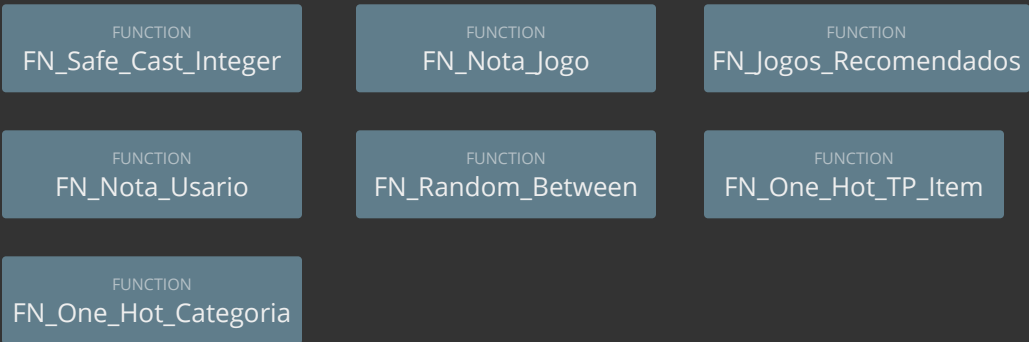 FUNCTION
FN_Safe_Cast_Integer
FUNCTION
FN_Nota_Jogo
FUNCTION
FN_Jogos_Recomendados
FUNCTION
FN_Nota_Usario
FUNCTION
FN_Random_Between
FUNCTION
FN_One_Hot_TP_Item
FUNCTION
FN_One_Hot_Categoria